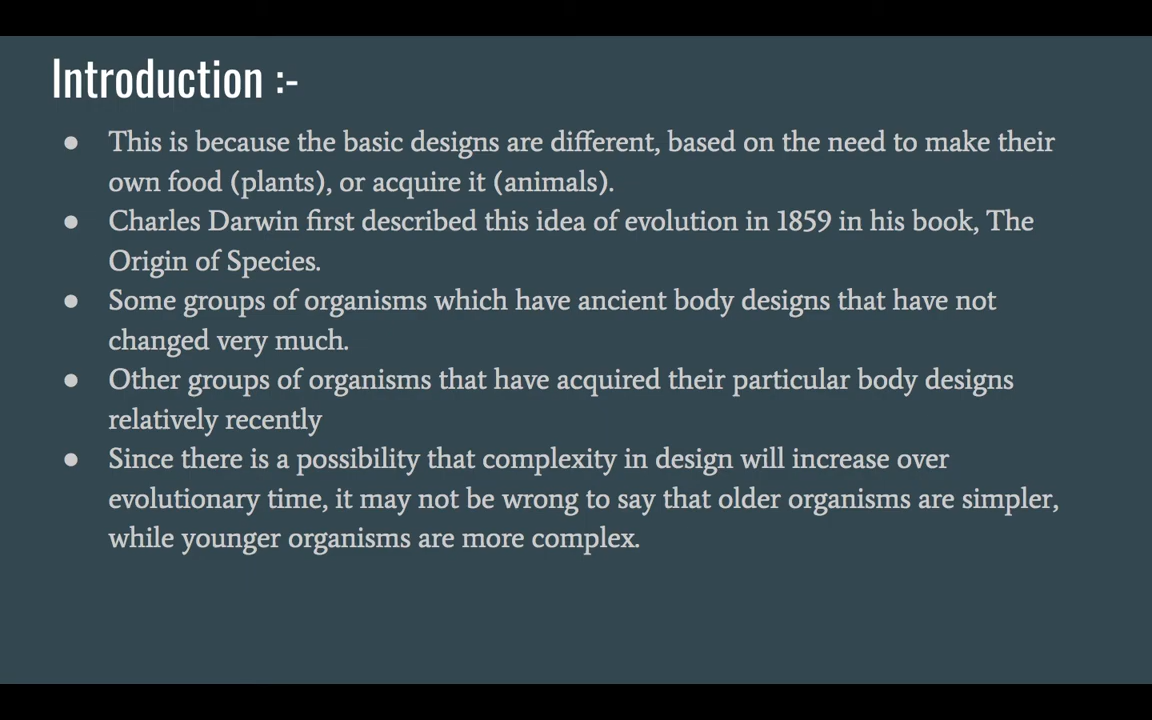 Introduction :-
● This is because the basic designs are different, based on the need to make their
own food (plants), or acquire it (animals).
● Charles Darwin first described this idea of evolution in 1859 in his book, The
Origin of Species.
● Some groups of organisms which have ancient body designs that have not
changed very much.
● Other groups of organisms that have acquired their particular body designs
relatively recently
● Since there is a possibility that complexity in design will increase over
evolutionary time, it may not be wrong to say that older organisms are simpler,
while younger organisms are more complex.